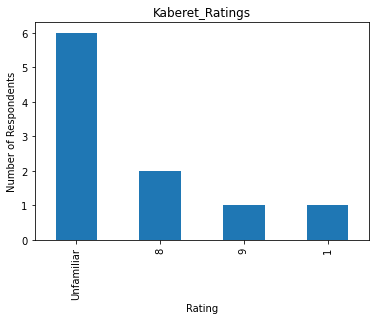 Kaberet_Ratings
Number of Respondents
6
5
4
3
2
1
0
Unfamiliar
8
9
1
Rating